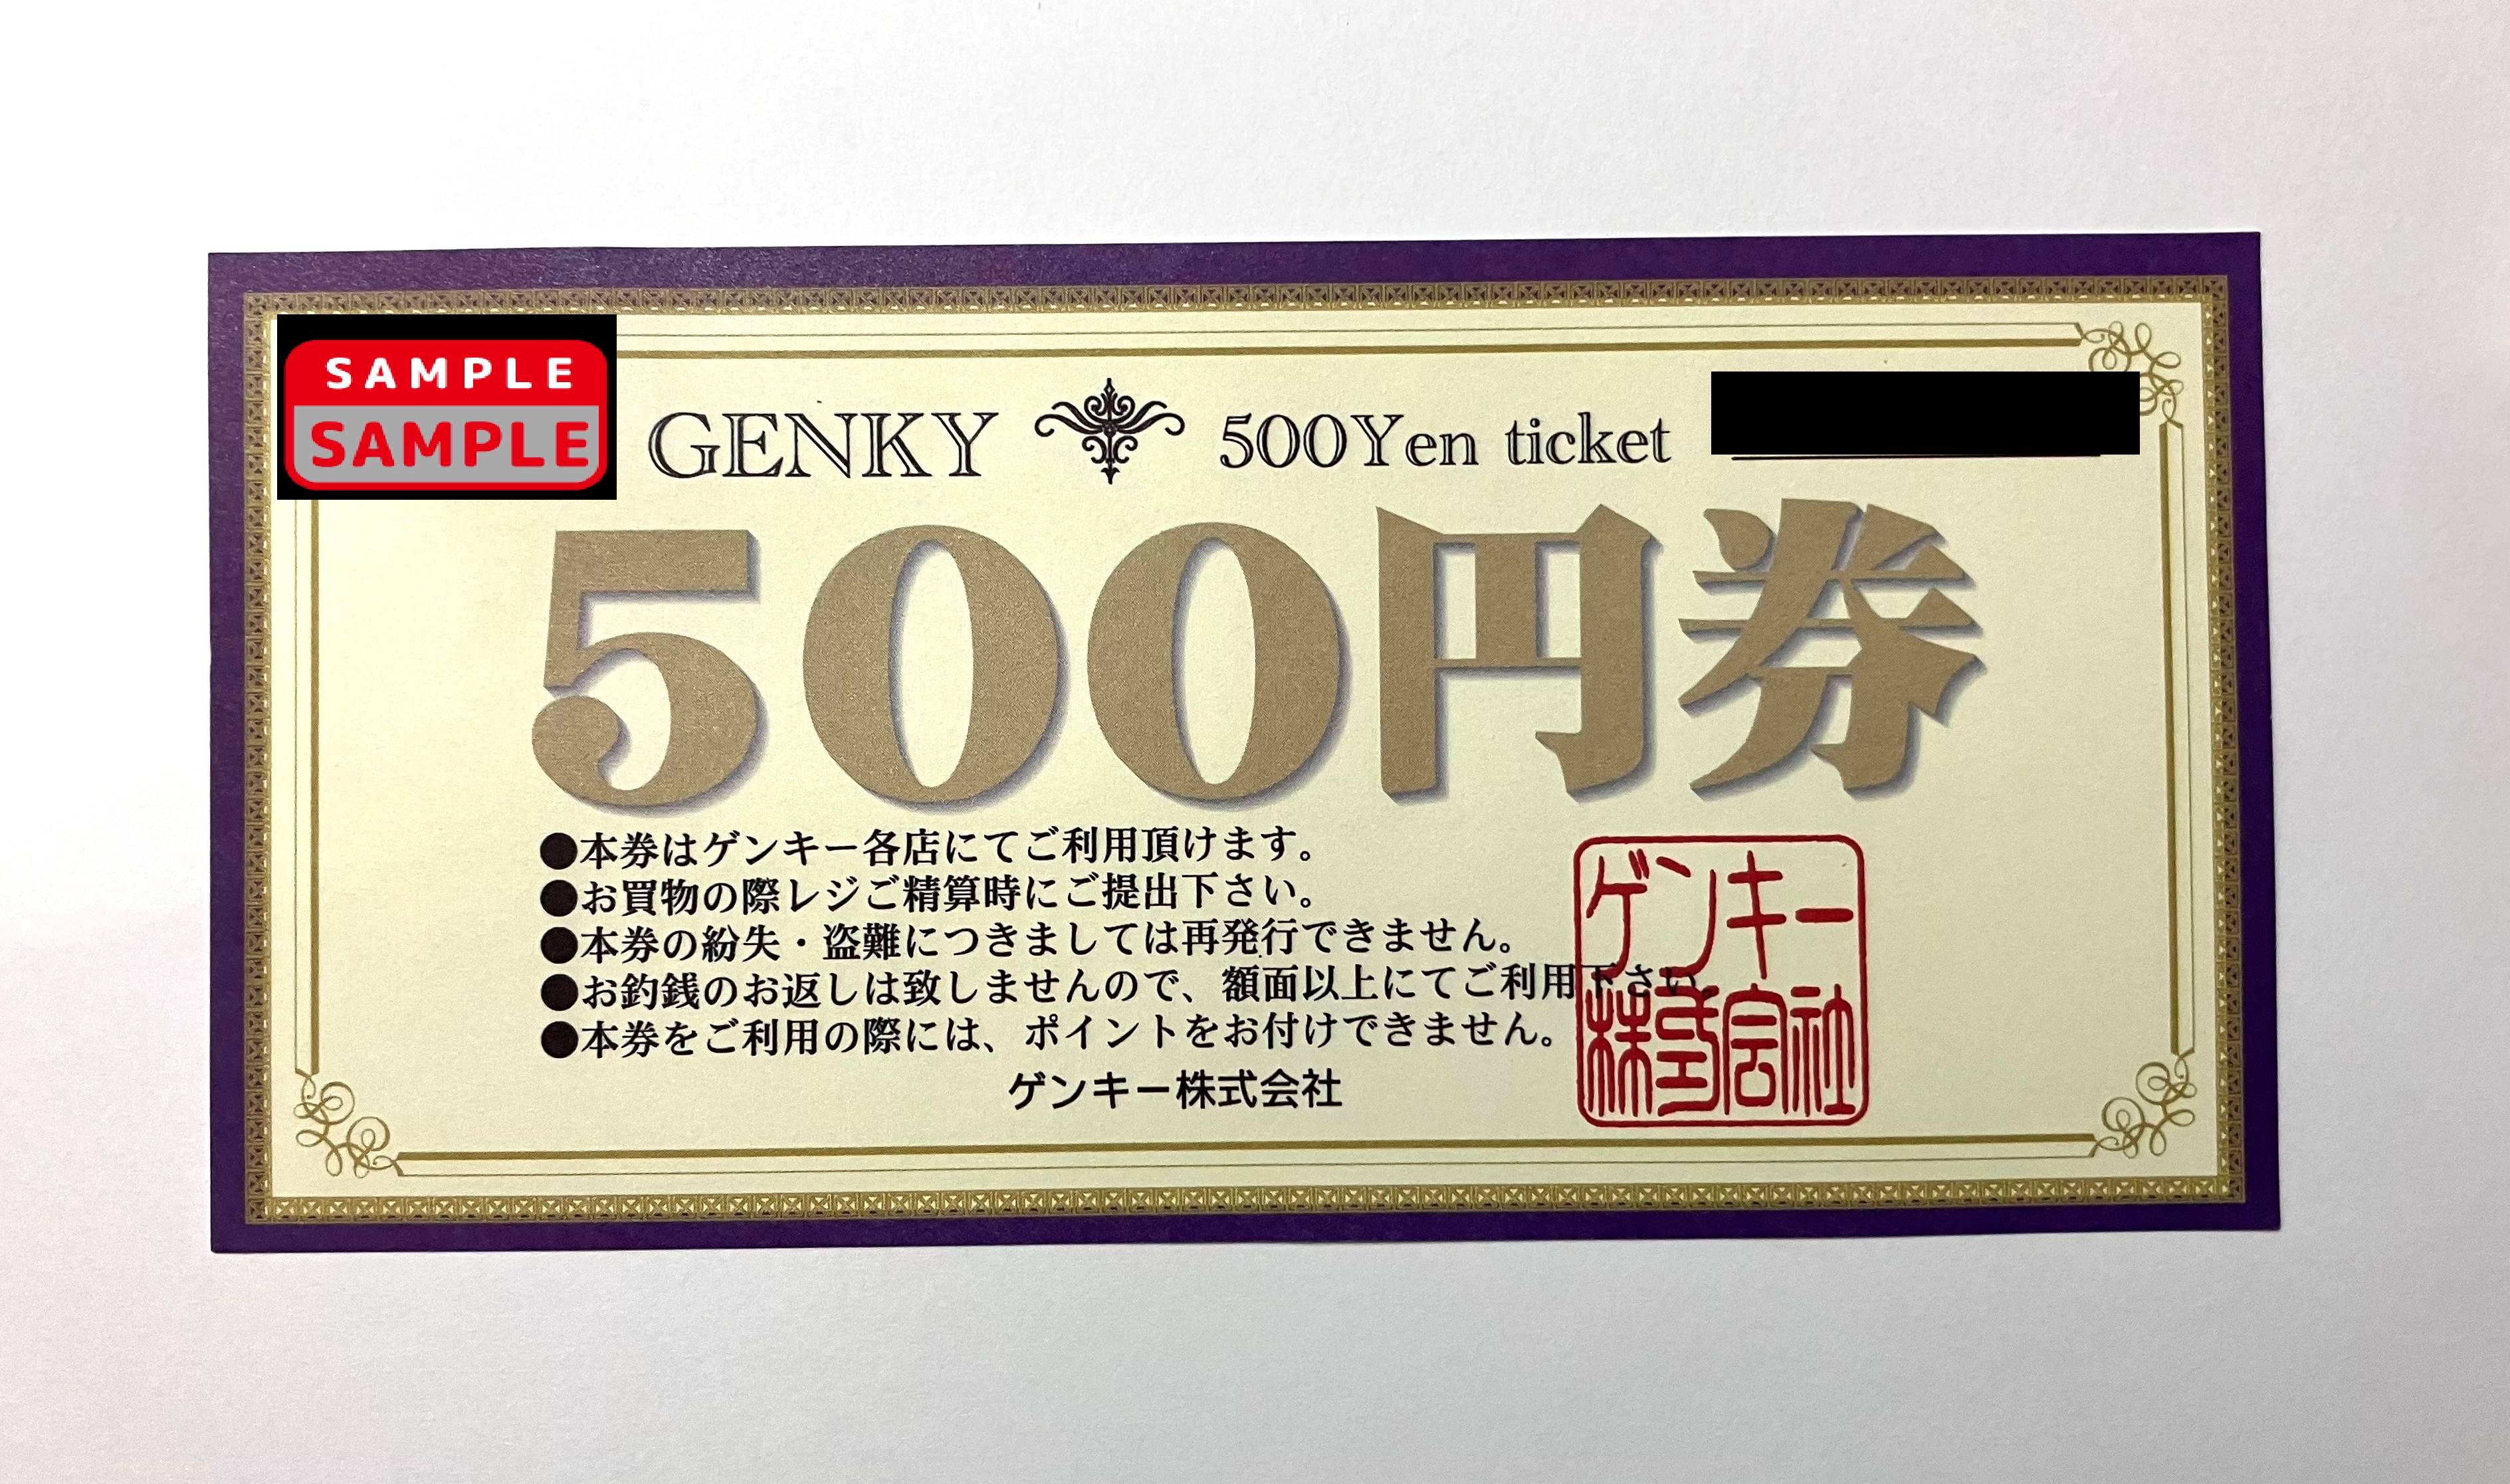 SAMPLE
SAMPLE
GENKY 500Yen ticket
500円券
●本券はゲンキー各店にてご利用頂けます。
●お買物の際レジご精算時にご提出下さい。
●本券の紛失・盗難につきましては再発行できません。
●お釣銭のお返しは致しませんので、額面以上にてご利用下さい。
●本券をご利用の際には、ポイントをお付けできません。
ゲンキー株式会社
ゲンキー
株式会社